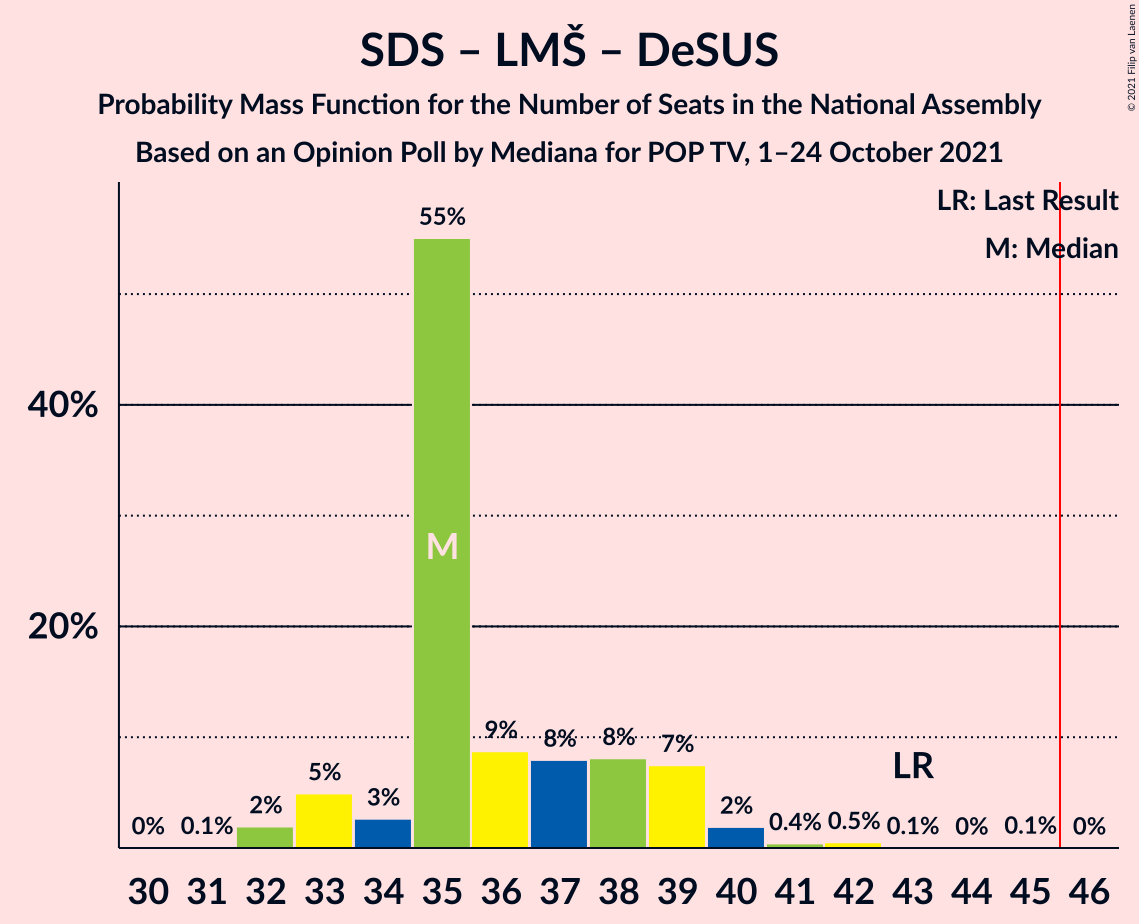 SDS – LMŠ – DeSUS
Probability Mass Function for the Number of Seats in the National Assembly
Based on an Opinion Poll by Mediana for POP TV, 1–24 October 2021
© 2021 Filip van Laenen
LR: Last Result
M: Median
55%
40%
M
20%
9%
8%
8%
7%
LR
5%
3%
2%
2%
0%
0.1%
0.4%
0.5%
0.1%
0%
0.1%
0%
30 31 32 33 34 35 36 37 38 39 40 41 42 43 44 45 46